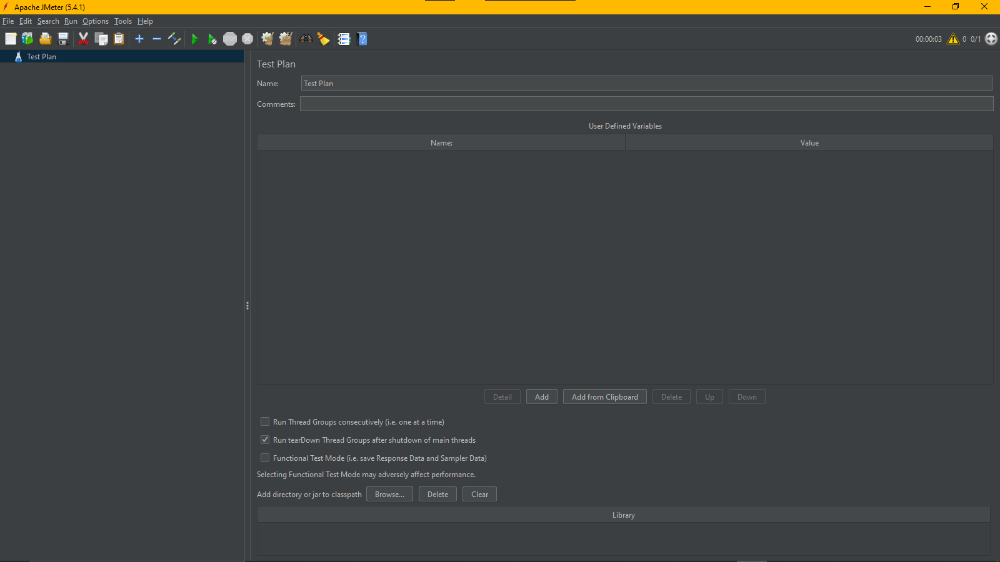 Apache JMeter (5.4.1)
File Edit Search Run Options Tools Help
STOP
00:00:03 0 0/1
Test Plan
Test Plan
Name: Test Plan
Comments:
User Defined Variables
Name: Value
Detail Add Add from Clipboard Delete Up Down
Run Thread Groups consecutively (i.e. one at a time)
Run tearDown Thread Groups after shutdown of main threads
Functional Test Mode (i.e. save Response Data and Sampler Data)
Selecting Functional Test Mode may adversely affect performance.
Add directory or jar to classpath Browse... Delete Clear
Library